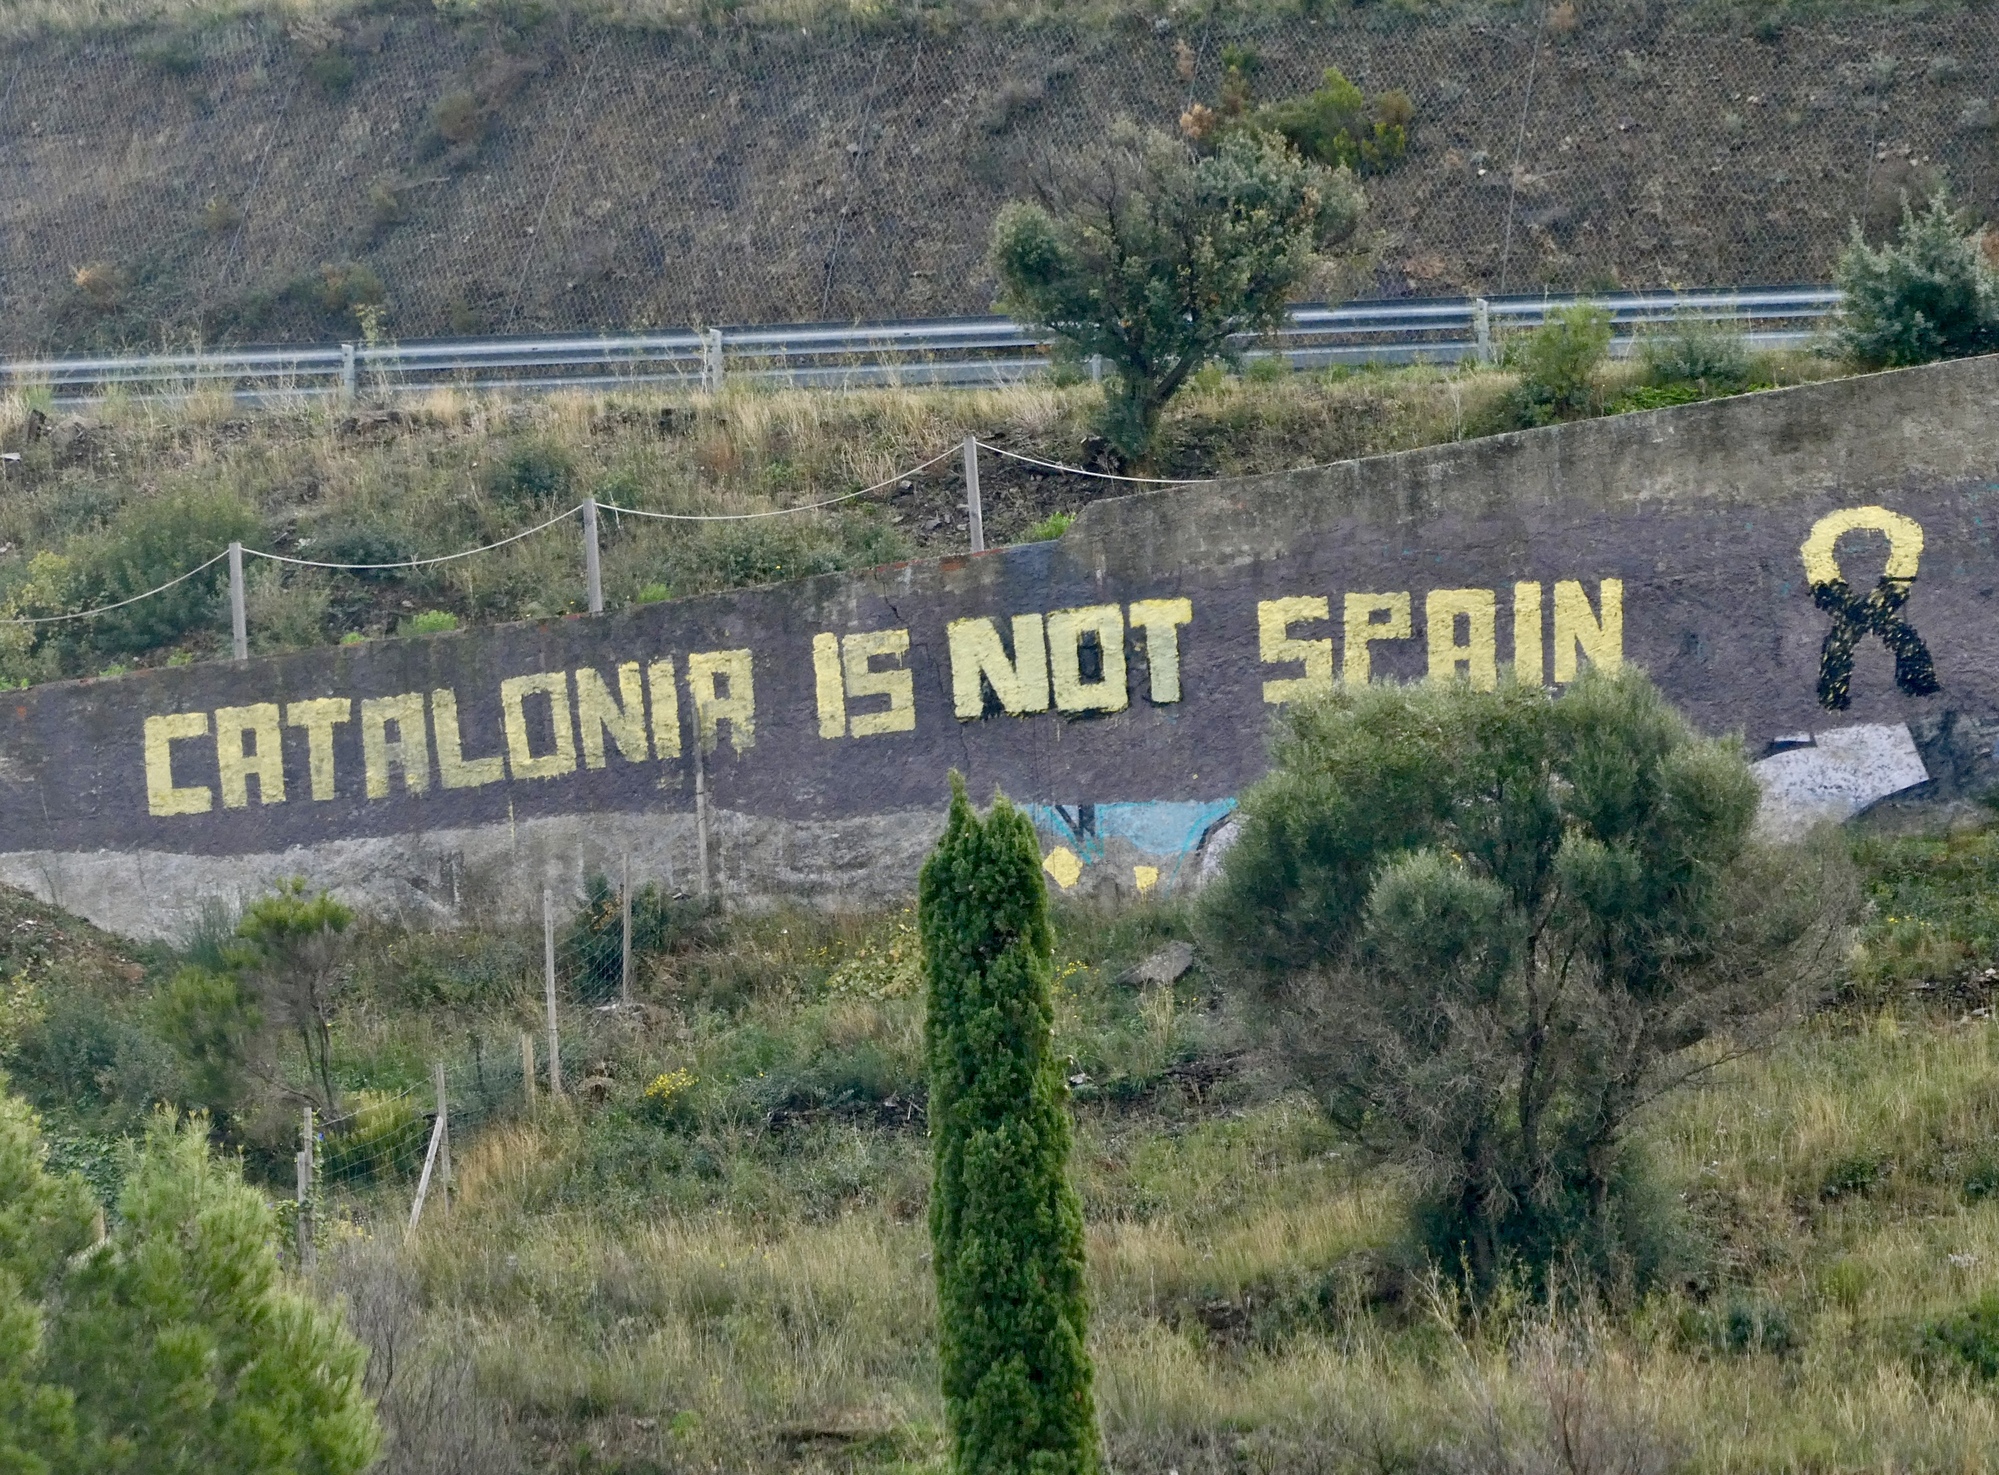 CATALONIA IS NOT SPAIN